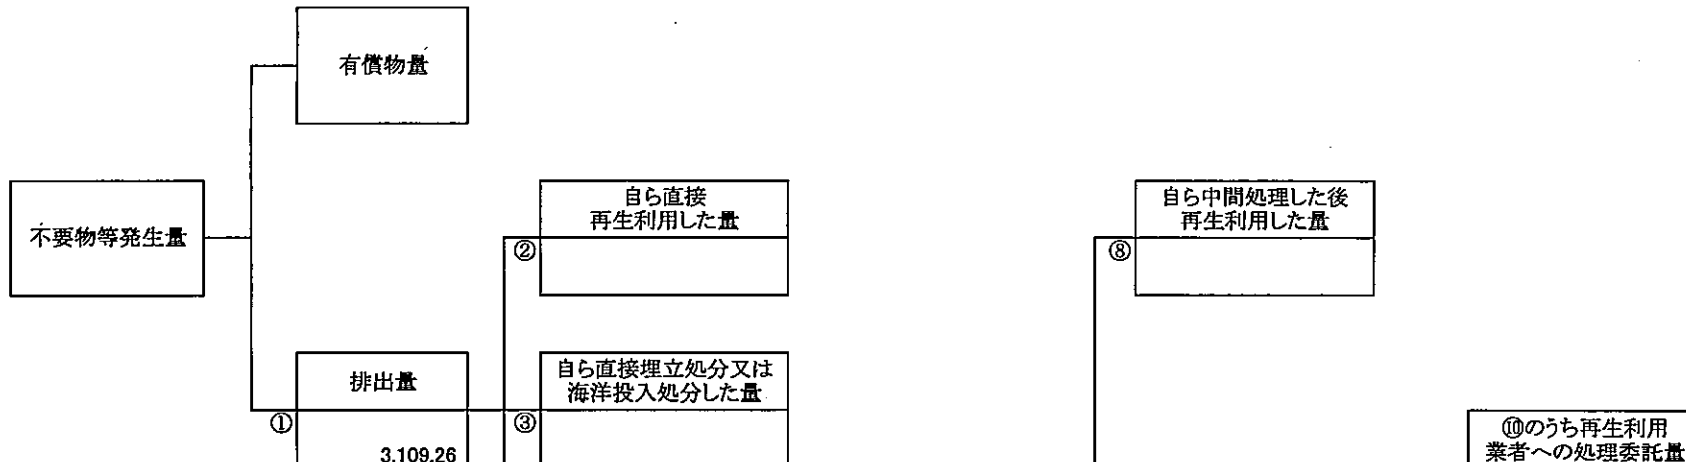 有償物量
不要物等発生量
自ら直接
再生利用した量
②
自ら中間処理した後
再生利用した量
⑧
排出量
①
3,109.26
自ら直接埋立処分又は
海洋投入処分した量
③
⑩のうち再生利用
業者への処理委託量